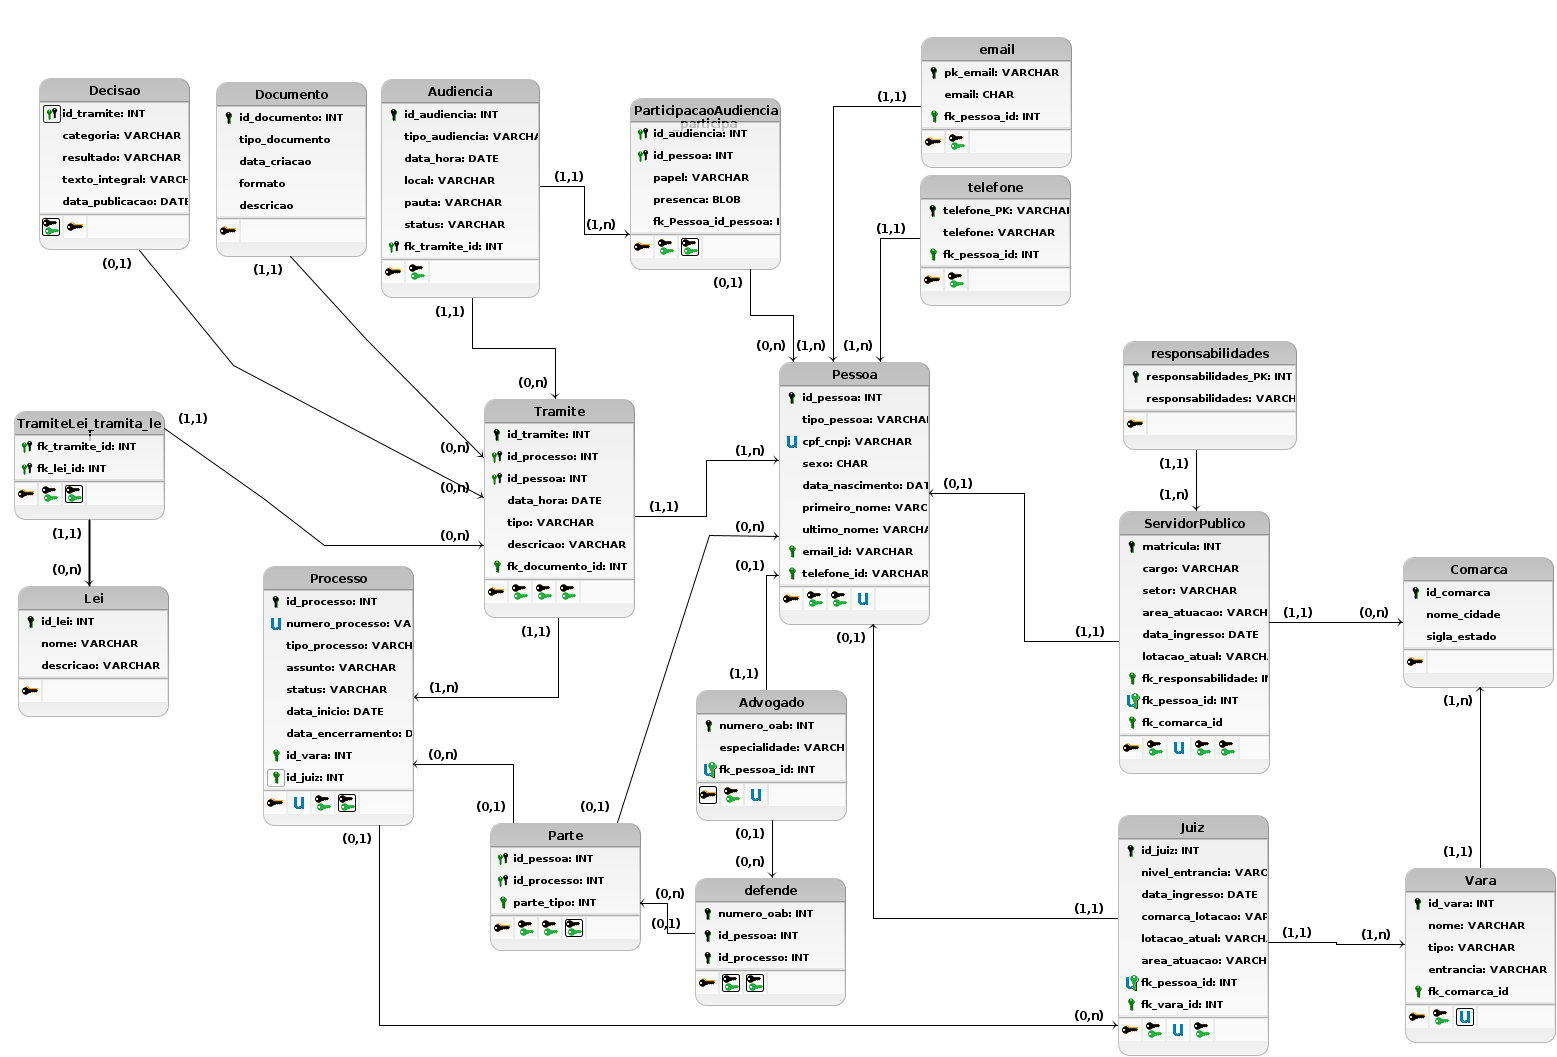 Decisao
id_tramite: INT
categoria: VARCHAR
resultado: VARCHAR
texto_integral: VARCH
data_publicacao: DATE
(0,1)
Documento
id_documento: INT
tipo_documento
data_criacao
formato
descricao
(1,1)
Audiencia
id_audiencia: INT
tipo_audiencia: VARCHA
data_hora: DATE
local: VARCHAR
pauta: VARCHAR
status: VARCHAR
fk_tramite_id: INT
(1,1)
(1,1)
(1,n)
ParticipacaoAudiencia
participa
id_audiencia: INT
id_pessoa: INT
papel: VARCHAR
presenca: BLOB
fk_Pessoa_id_pessoa: I
(0,1)
email
pk_email: VARCHAR
email: CHAR
fk_pessoa_id: INT
(1,1)
telefone
telefone_PK: VARCHAI
telefone: VARCHAR
fk_pessoa_id: INT
(1,1)
(0,n)
(1,n)
(1,n)
Pessoa
id_pessoa: INT
tipo_pessoa: VARCHAI
cpf_cnpj: VARCHAR
sexo: CHAR
data_nascimento: DAT
primeiro_nome: VARC
ultimo_nome: VARCHA
email_id: VARCHAR
telefone_id: VARCHAR
(1,n)
(0,n)
(0,1)
(0,1)
(0,1)
responsabilidades
responsabilidades_PK: INT
responsabilidades: VARCH
(1,1)
(1,n)
TramiteLei_tramita_le
fk_tramite_id: INT
fk_lei_id: INT
(1,1)
(1,1)
(0,n)
Lei
id_lei: INT
nome: VARCHAR
descricao: VARCHAR
(0,n)
Tramite
id_tramite: INT
id_processo: INT
id_pessoa: INT
data_hora: DATE
tipo: VARCHAR
descricao: VARCHAR
fk_documento_id: INT
(0,n)
(0,n)
(0,n)
(1,1)
(1,1)
ServidorPublico
matricula: INT
cargo: VARCHAR
setor: VARCHAR
area_atuacao: VARCH
data_ingresso: DATE
lotacao_atual: VARCH
fk_responsabilidade: IN
fk_pessoa_id: INT
fk_comarca_id
(1,1)
(1,1)
(0,n)
Comarca
id_comarca
nome_cidade
sigla_estado
(1,n)
Processo
id_processo: INT
numero_processo: VA
tipo_processo: VARCH
assunto: VARCHAR
status: VARCHAR
data_inicio: DATE
data_encerramento: D
id_vara: INT
id_juiz: INT
(1,n)
(0,n)
(0,1)
Advogado
numero_oab: INT
especialidade: VARCH
fk_pessoa_id: INT
(1,1)
(0,1)
(0,n)
Parte
id_pessoa: INT
id_processo: INT
parte_tipo: INT
(0,1)
(0,1)
(0,n)
(0,1)
defende
numero_oab: INT
id_pessoa: INT
id_processo: INT
Juiz
id_juiz: INT
nivel_entrancia: VARC
data_ingresso: DATE
comarca_lotacao: VAR
lotacao_atual: VARCH
area_atuacao: VARCH
fk_pessoa_id: INT
fk_vara_id: INT
(1,1)
(0,n)
(1,1)
(1,n)
(1,1)
Vara
id_vara: INT
nome: VARCHAR
tipo: VARCHAR
entrancia: VARCHAR
fk_comarca_id